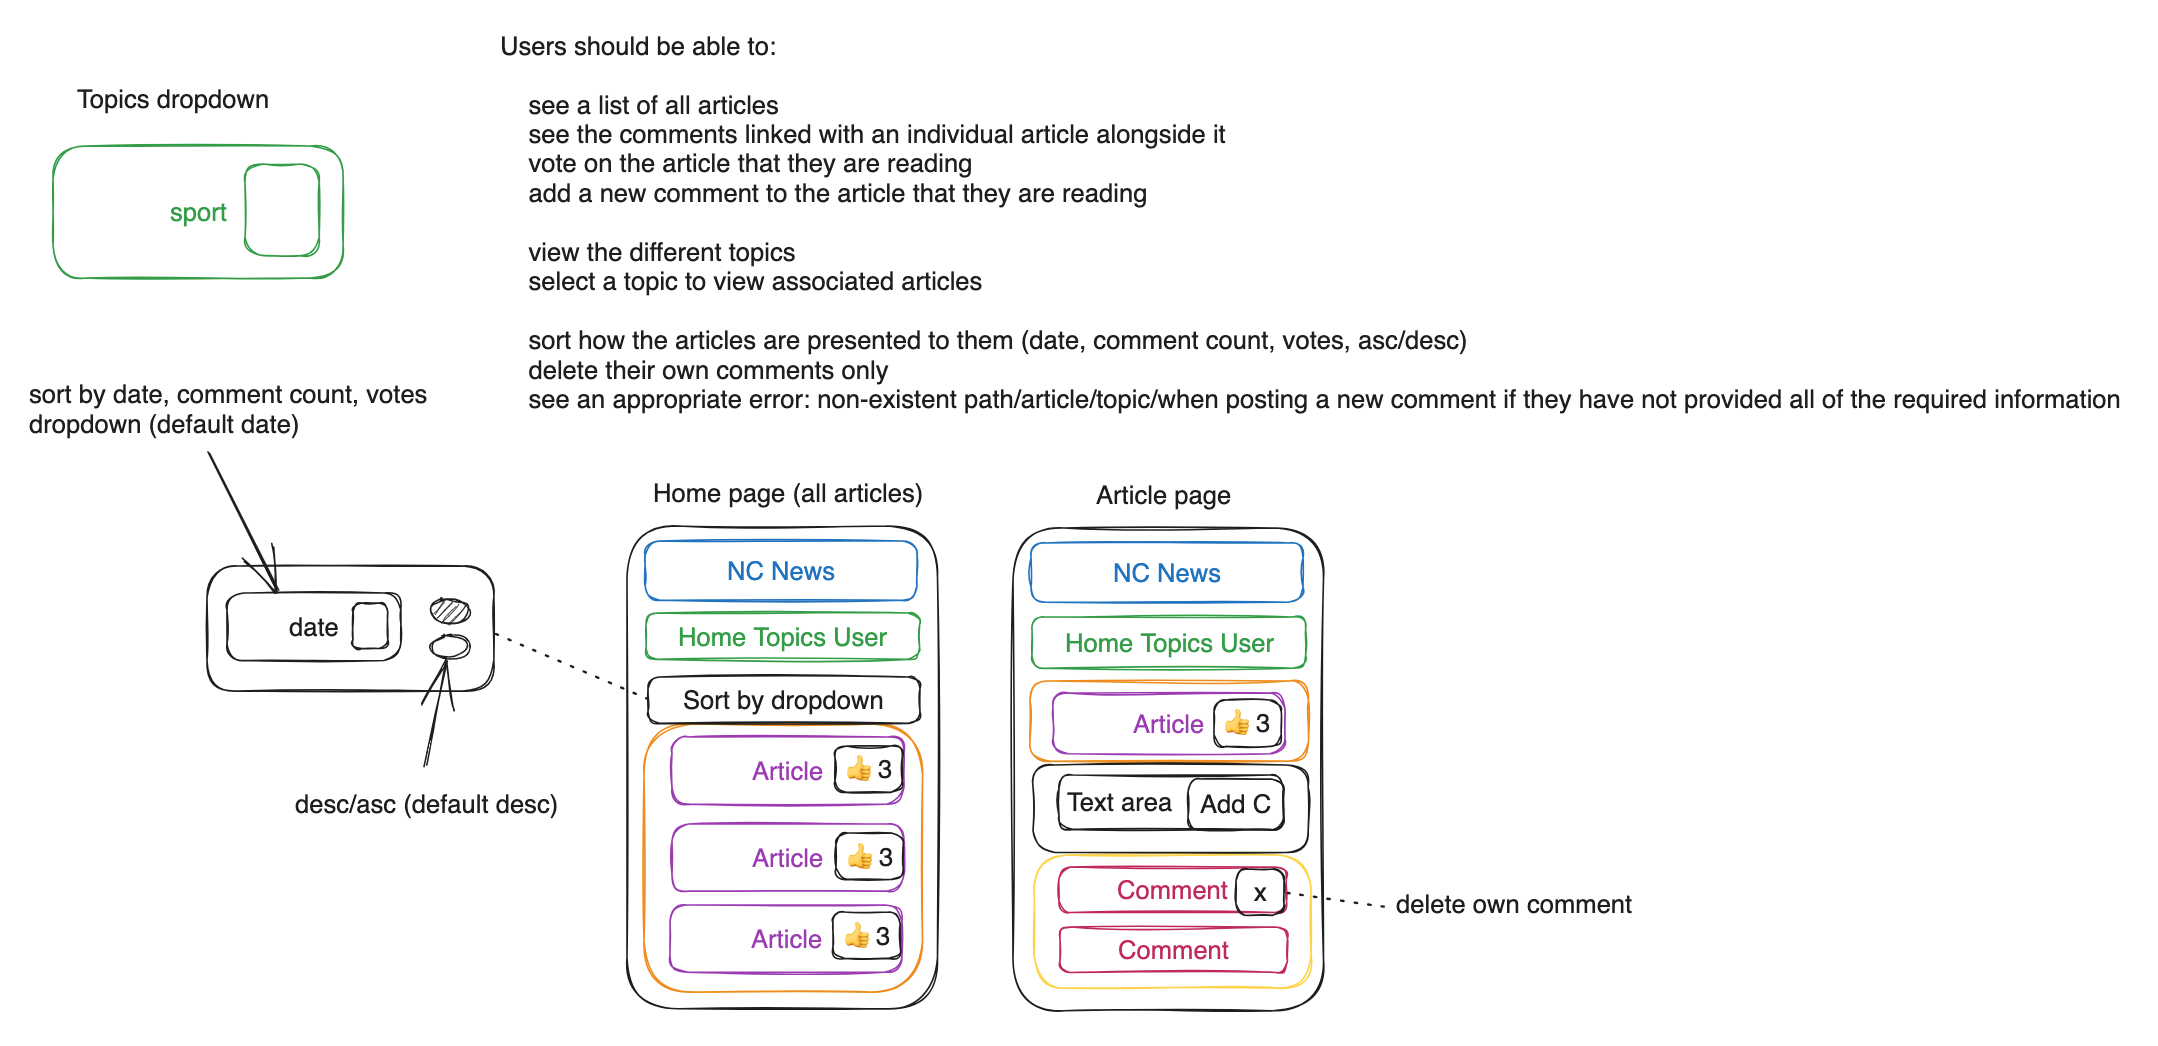 Users should be able to:
see a list of all articles
see the comments linked with an individual article alongside it
vote on the article that they are reading
add a new comment to the article that they are reading
view the different topics
select a topic to view associated articles
sort how the articles are presented to them (date, comment count, votes, asc/desc)
delete their own comments only
see an appropriate error: non-existent path/article/topic/when posting a new comment if they have not provided all of the required information
Topics dropdown
sport
sort by date, comment count, votes
dropdown (default date)
date
desc/asc (default desc)
Home page (all articles)
NC News
Home Topics User
Sort by dropdown
Article 👍 3
Article 👍 3
Article 👍 3
Article page
NC News
Home Topics User
Article 👍 3
Text area Add C
Comment x
Comment
delete own comment